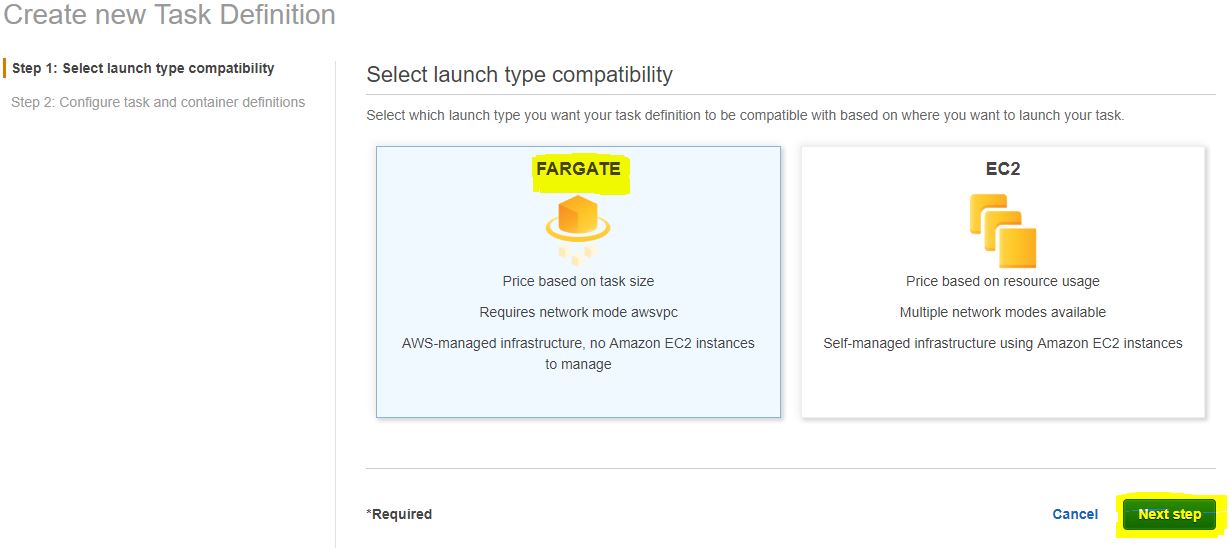 Create new Task Definition
Step 1: Select launch type compatibility
Step 2: Configure task and container definitions
Select launch type compatibility
Select which launch type you want your task definition to be compatible with based on where you want to launch your task.
FARGATE
Price based on task size
Requires network mode awsvpc
AWS-managed infrastructure, no Amazon EC2 instances
to manage
EC2
Price based on resource usage
Multiple network modes available
Self-managed infrastructure using Amazon EC2 instances
*Required
Cancel
Next step